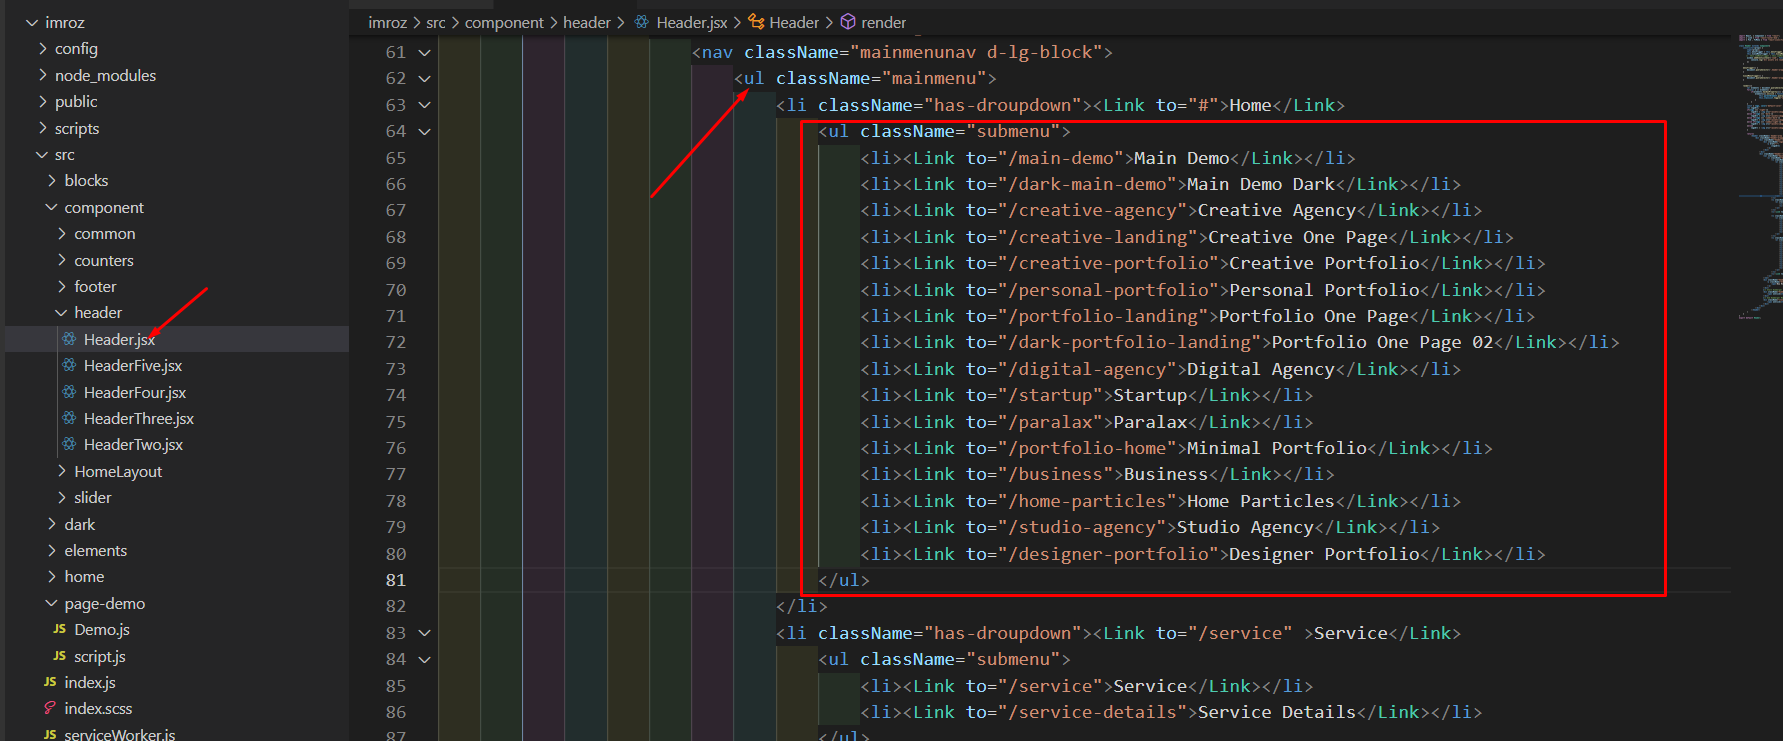 imroz
config
node_modules
public
scripts
src
blocks
component
common
counters
footer
header
Header.jsx
HeaderFive.jsx
HeaderFour.jsx
HeaderThree.jsx
HeaderTwo.jsx
HomeLayout
slider
dark
elements
home
page-demo
JS Demo.js
JS script.js
JS index.js
index.scss
JS serviceWorker.js
imroz > src > component > header > Header.jsx > Header > render
61 <nav className="mainmenunav d-lg-block">
62 <ul className="mainmenu">
63 <li className="has-droupdown"><Link to="#">Home</Link>
64 <ul className="submenu">
65 <li><Link to="/main-demo">Main Demo</Link></li>
66 <li><Link to="/dark-main-demo">Main Demo Dark</Link></li>
67 <li><Link to="/creative-agency">Creative Agency</Link></li>
68 <li><Link to="/creative-landing">Creative One Page</Link></li>
69 <li><Link to="/creative-portfolio">Creative Portfolio</Link></li>
70 <li><Link to="/personal-portfolio">Personal Portfolio</Link></li>
71 <li><Link to="/portfolio-landing">Portfolio One Page</Link></li>
72 <li><Link to="/dark-portfolio-landing">Portfolio One Page 02</Link></li>
73 <li><Link to="/digital-agency">Digital Agency</Link></li>
74 <li><Link to="/startup">Startup</Link></li>
75 <li><Link to="/paralax">Paralax</Link></li>
76 <li><Link to="/portfolio-home">Minimal Portfolio</Link></li>
77 <li><Link to="/business">Business</Link></li>
78 <li><Link to="/home-particles">Home Particles</Link></li>
79 <li><Link to="/studio-agency">Studio Agency</Link></li>
80 <li><Link to="/designer-portfolio">Designer Portfolio</Link></li>
81 </ul>
82 </li>
83 <li className="has-droupdown"><Link to="/service" >Service</Link>
84 <ul className="submenu">
85 <li><Link to="/service">Service</Link></li>
86 <li><Link to="/service-details">Service Details</Link></li>
87 </ul>